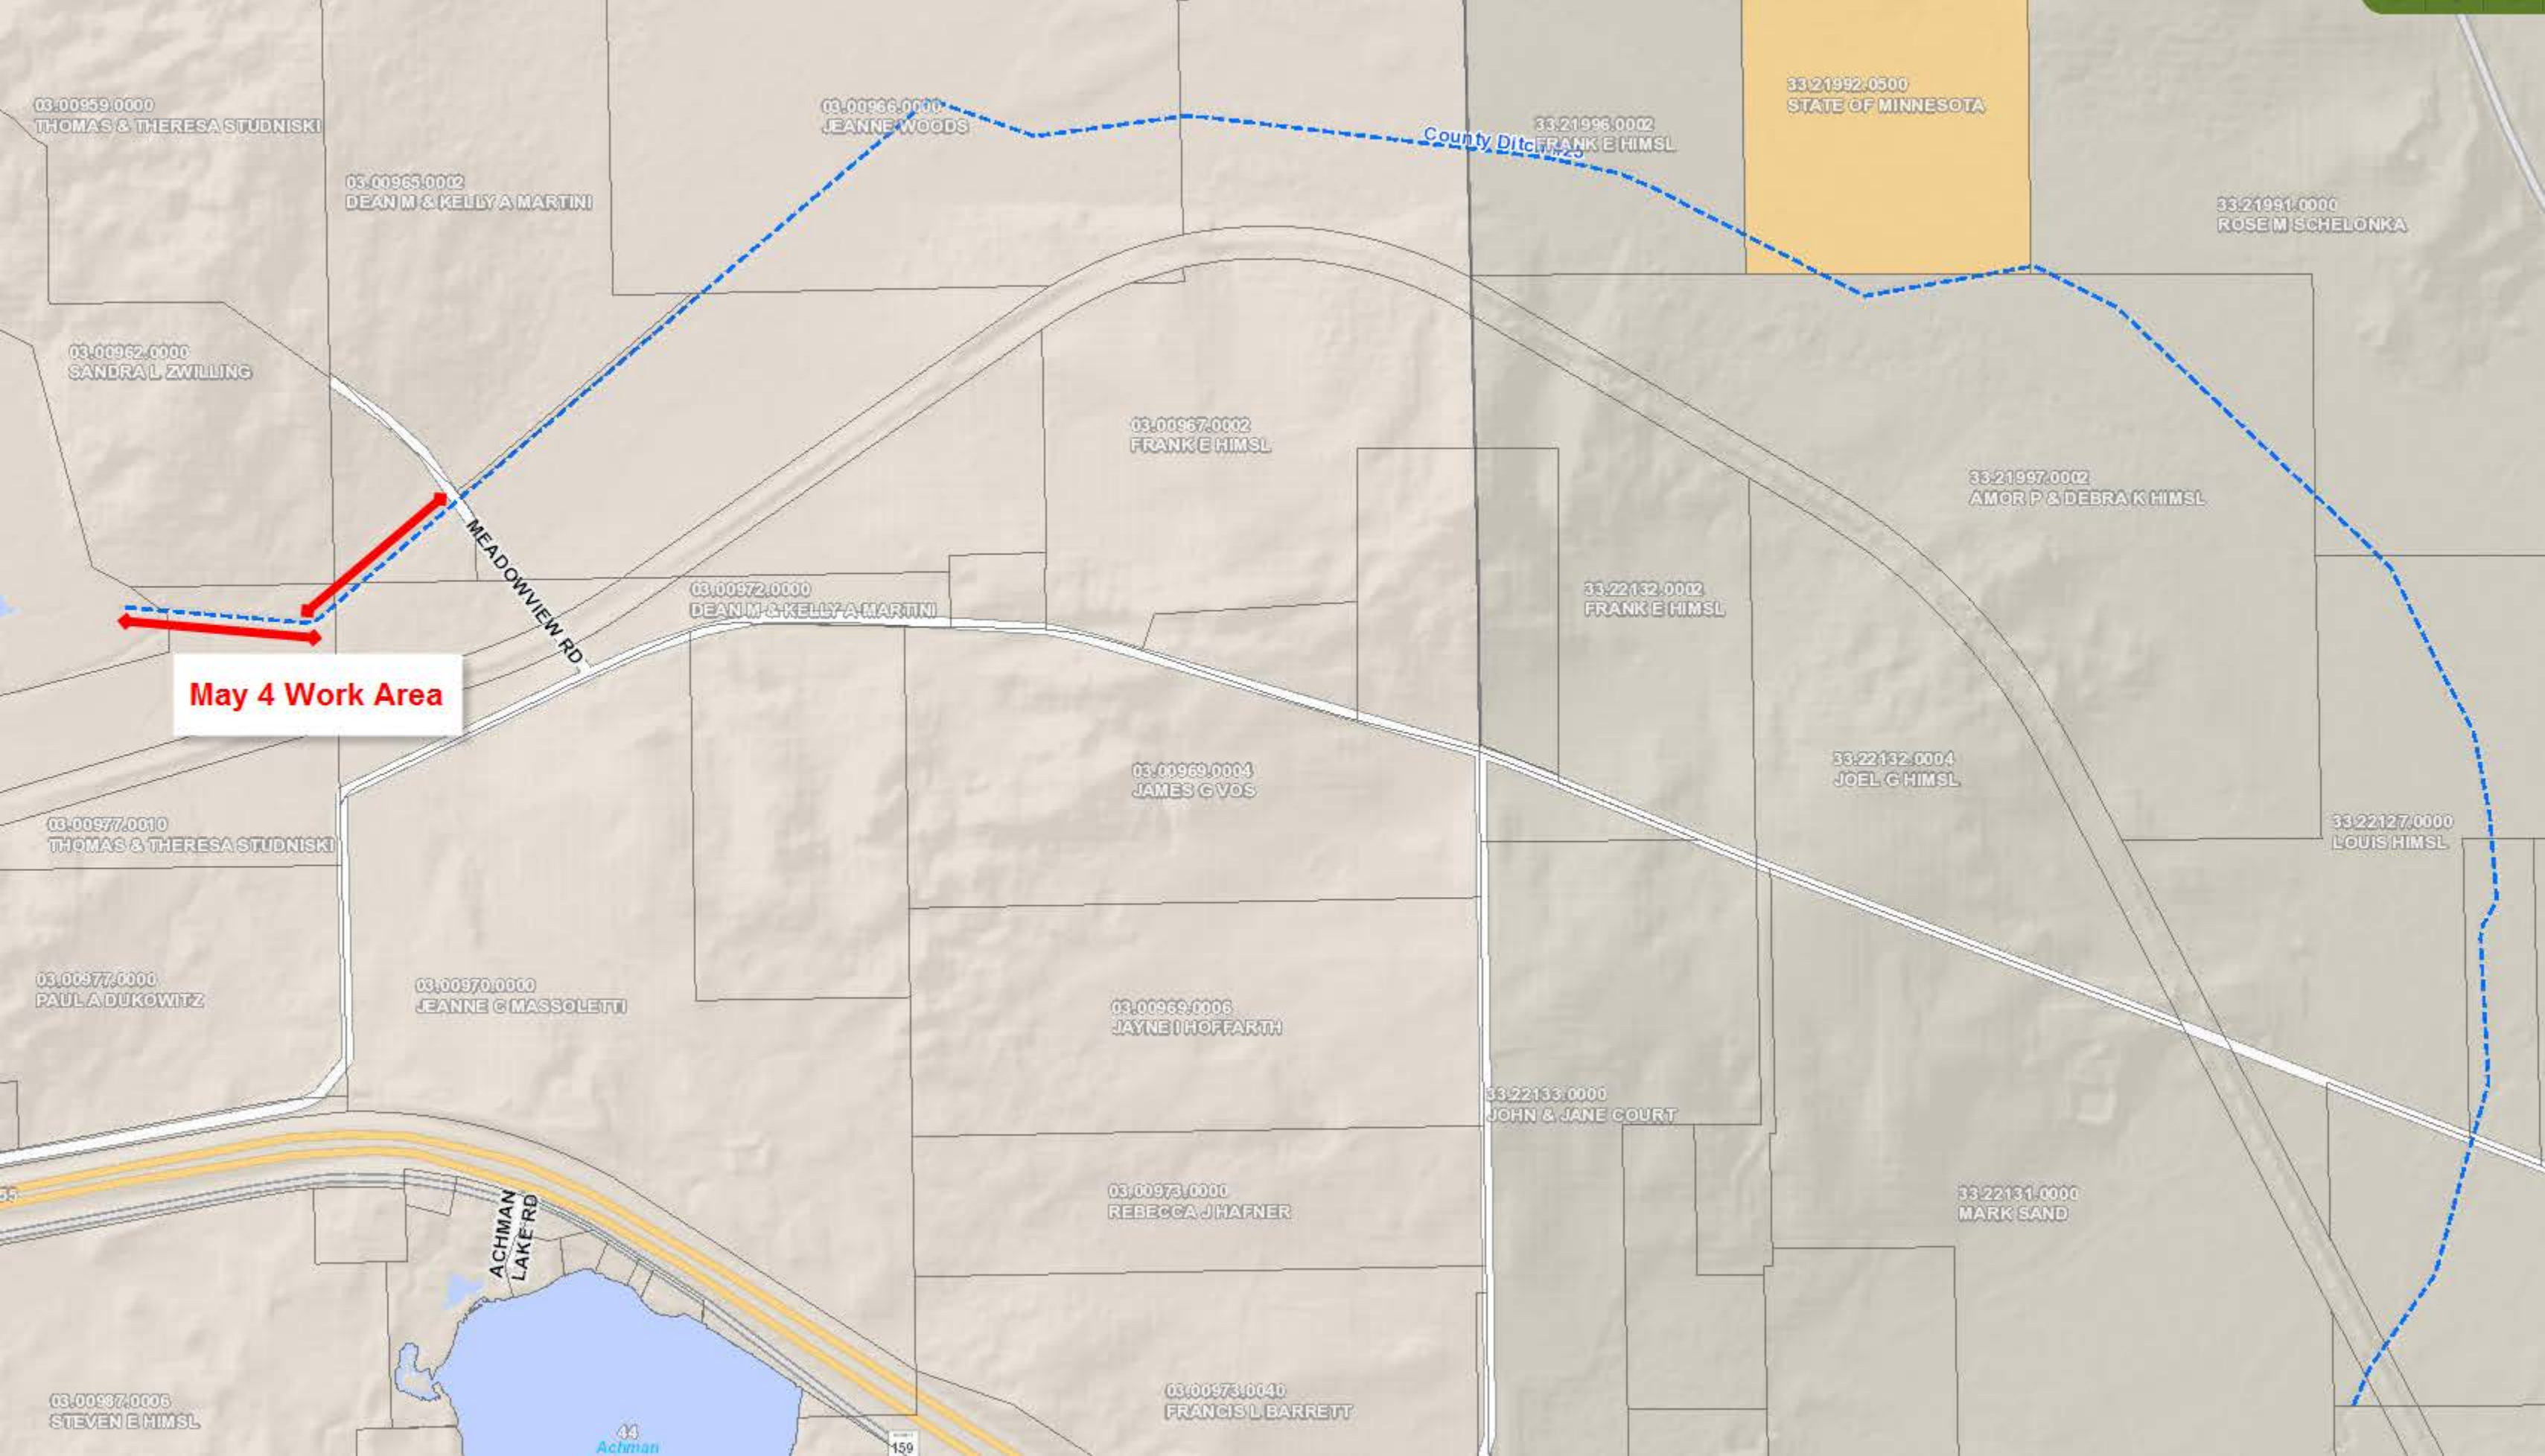 33.21992.0500
STATE OF MINNESOTA
03.00959.0000
THOMAS & THERESA STUDNISKI
03.00966.0000
JEANNE WOODS
33.21996.0002
FRANK E HIMSL
County Ditch #25
03.00965.0002
DEAN M & KELLY A MARTINI
33.21991.0000
ROSE M SCHELONKA
03.00962.0000
SANDRA L ZWILLING
03.00967.0002
FRANK E HIMSL
33.21997.0002
AMOR P & DEBRA K HIMSL
MEADOWVIEW RD
03.00972.0000
DEAN M & KELLY A MARTINI
33.22132.0002
FRANK E HIMSL
May 4 Work Area
03.00969.0004
JAMES G VOS
33.22132.0004
JOEL G HIMSL
03.00977.0010
THOMAS & THERESA STUDNISKI
33.22127.0000
LOUIS HIMSL
03.00977.0000
PAUL A DUKOWITZ
03.00970.0000
JEANNE C MASSOLETTI
03.00969.0006
JAYNE I HOFFARTH
33.22133.0000
JOHN & JANE COURT
03.00973.0000
REBECCA J HAFNER
33.22131.0000
MARK SAND
ACHMAN
LAKE RD
03.00987.0006
STEVEN E HIMSL
03.00973.0040
FRANCIS L BARRETT
44
Achman
159